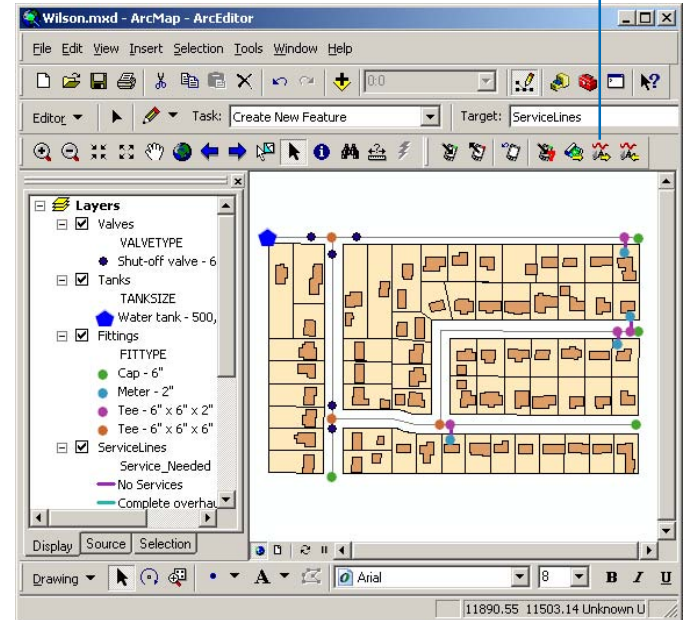 Wilson.mxd - ArcMap - ArcEditor
File Edit View Insert Selection Tools Window Help
0:0
Editor Task: Create New Feature Target: ServiceLines
Layers
Valves
VALVETYPE
Shut-off valve - 6
Tanks
TANKSIZE
Water tank - 500,
Fittings
FITTYPE
Cap - 6"
Meter - 2"
Tee - 6" x 6" x 2"
Tee - 6" x 6" x 6"
ServiceLines
Service_Needed
No Services
Complete overhau
Display Source Selection
Drawing A Arial 8 B I U
11890.55 11503.14 Unknown U